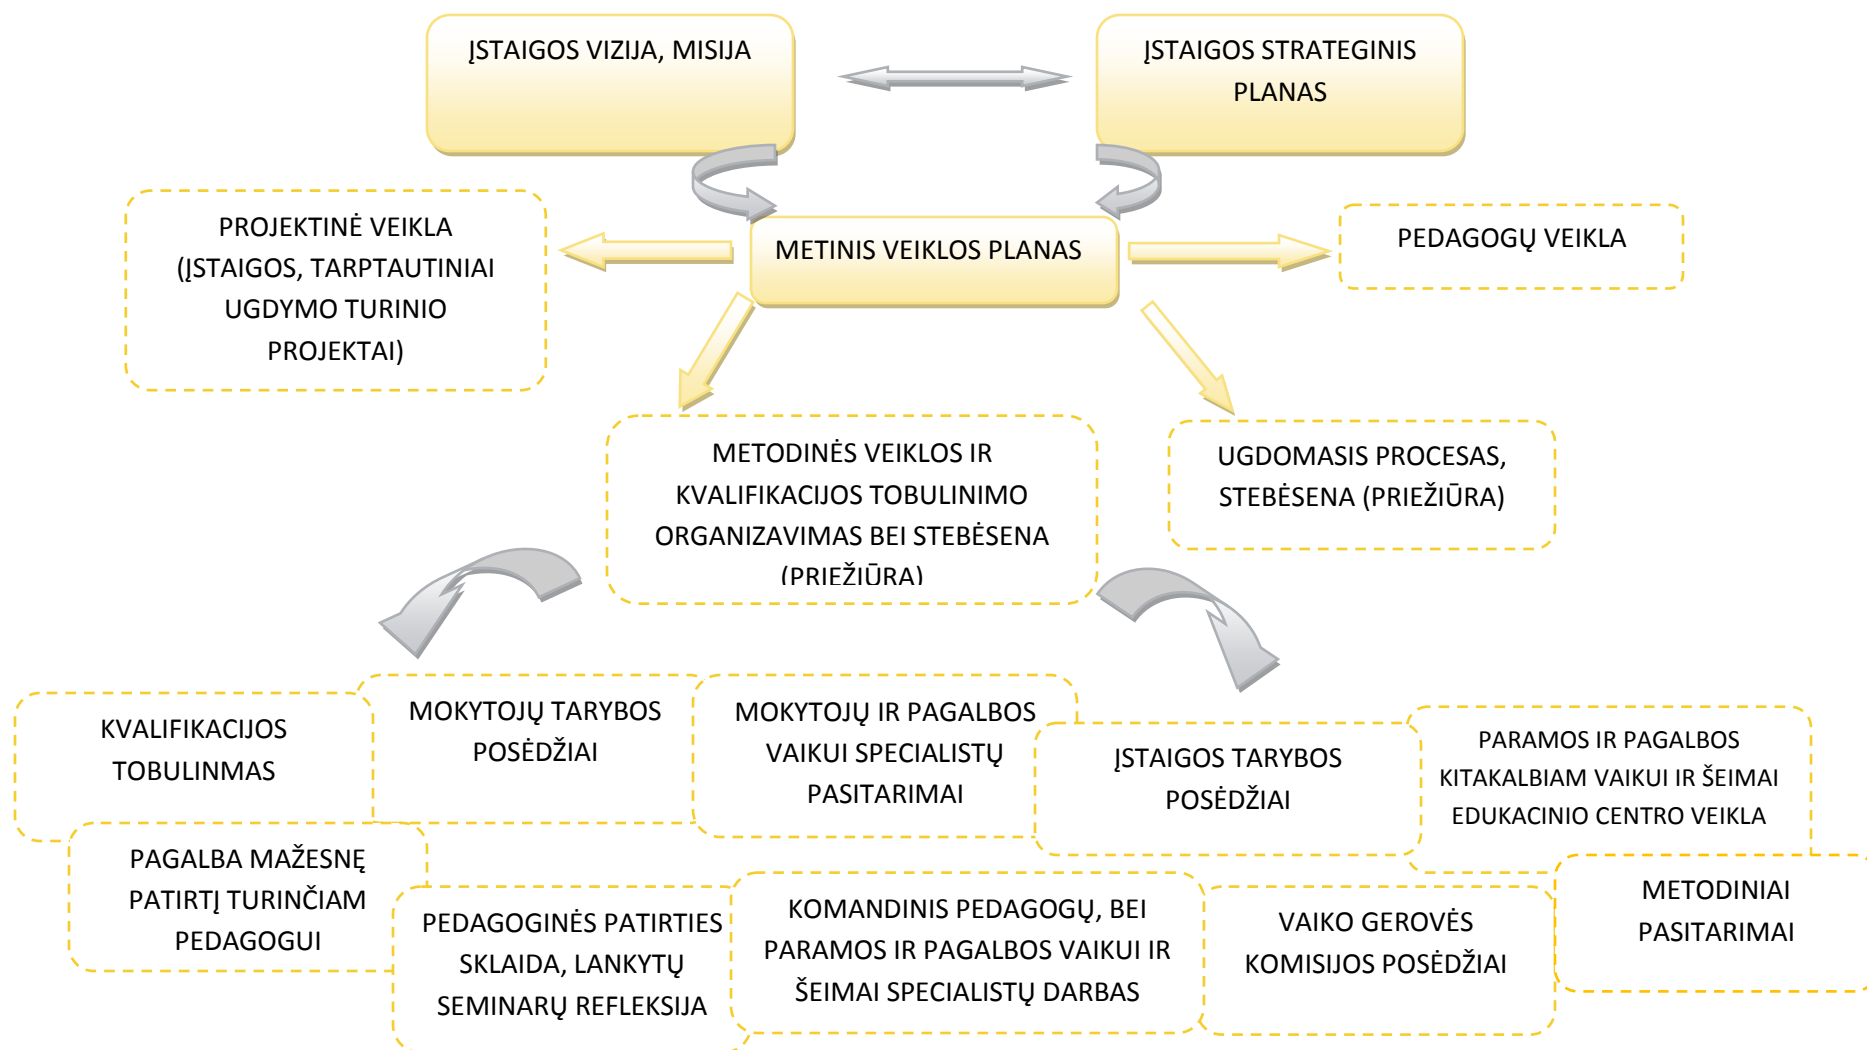 ĮSTAIGOS VIZIJA, MISIJA
ĮSTAIGOS STRATEGINIS
PLANAS
PROJEKTINĖ VEIKLA
(ĮSTAIGOS, TARPTAUTINIAI
UGDYMO TURINIO
PROJEKTAI)
METINIS VEIKLOS PLANAS
PEDAGOGŲ VEIKLA
METODINĖS VEIKLOS IR
KVALIFIKACIJOS TOBULINIMO
ORGANIZAVIMAS BEI STEBĖSENA
(PRIEŽIŪRA)
UGDOMASIS PROCESAS,
STEBĖSENA (PRIEŽIŪRA)
KVALIFIKACIJOS
TOBULINMAS
MOKYTOJŲ TARYBOS
POSĖDŽIAI
MOKYTOJŲ IR PAGALBOS
VAIKUI SPECIALISTŲ
PASITARIMAI
ĮSTAIGOS TARYBOS
POSĖDŽIAI
PARAMOS IR PAGALBOS
KITAKALBIAM VAIKUI IR ŠEIMAI
EDUKACINIO CENTRO VEIKLA
PAGALBA MAŽESNĘ
PATIRTĮ TURINČIAM
PEDAGOGUI
PEDAGOGINĖS PATIRTIES
SKLAIDA, LANKYTŲ
SEMINARŲ REFLEKSIJA
KOMANDINIS PEDAGOGŲ, BEI
PARAMOS IR PAGALBOS VAIKUI IR
ŠEIMAI SPECIALISTŲ DARBAS
VAIKO GEROVĖS
KOMISIJOS POSĖDŽIAI
METODINIAI
PASITARIMAI